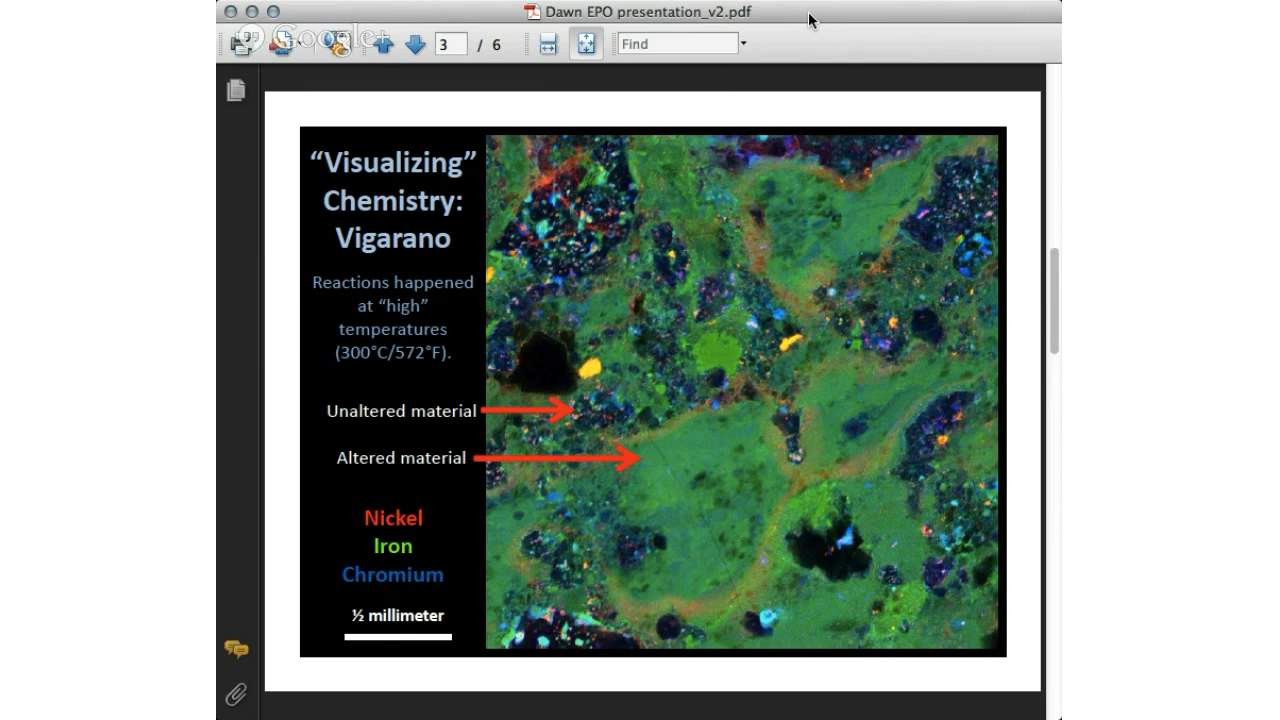 Dawn EPO presentation_v2.pdf
Google+
3 / 6
Find
“Visualizing”
Chemistry:
Vigarano
Reactions happened
at “high”
temperatures
(300°C/572°F).
Unaltered material
Altered material
Nickel
Iron
Chromium
½ millimeter